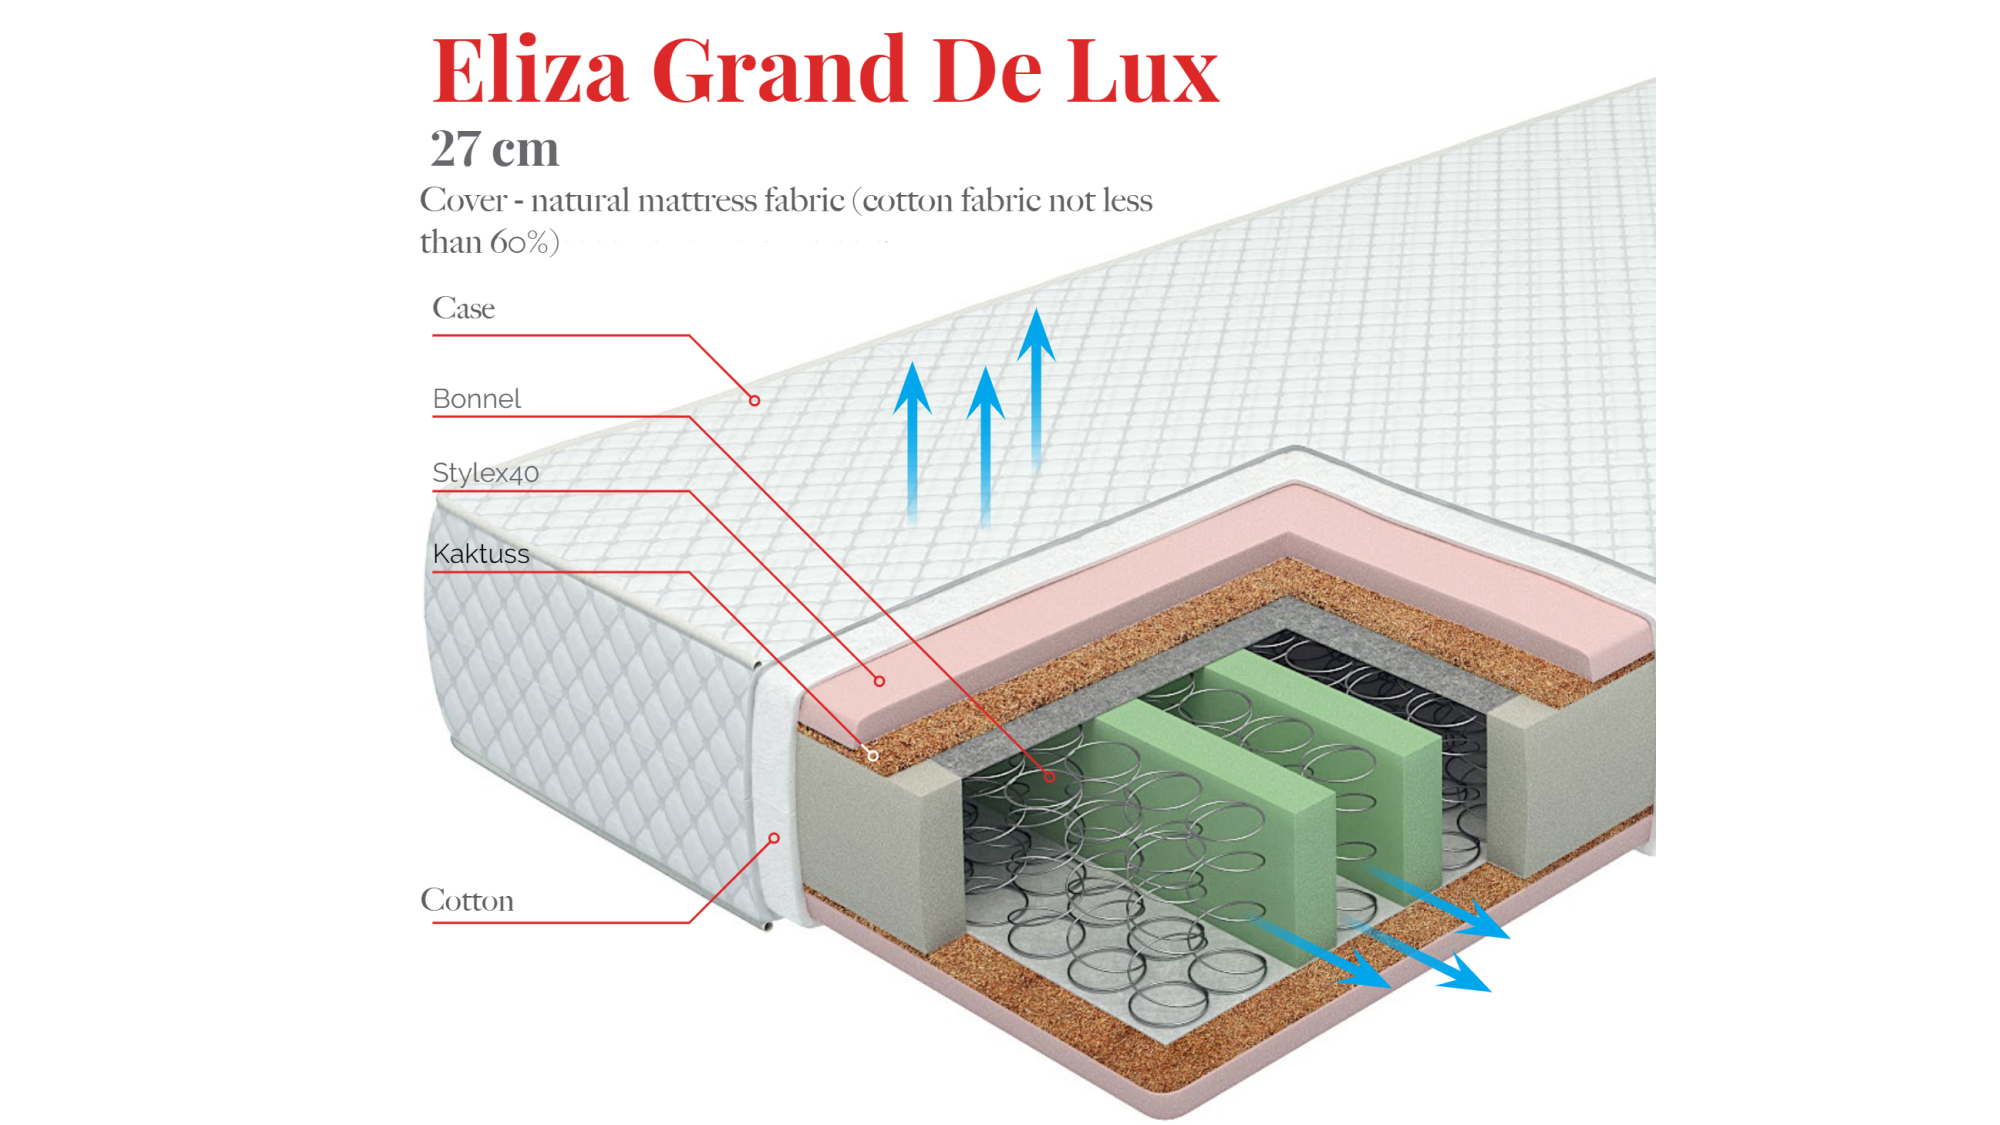 Eliza Grand De Lux
27 cm
Cover - natural mattress fabric (cotton fabric not less
than 60%)
Case
Bonnel
Stylex40
Kaktuss
Cotton